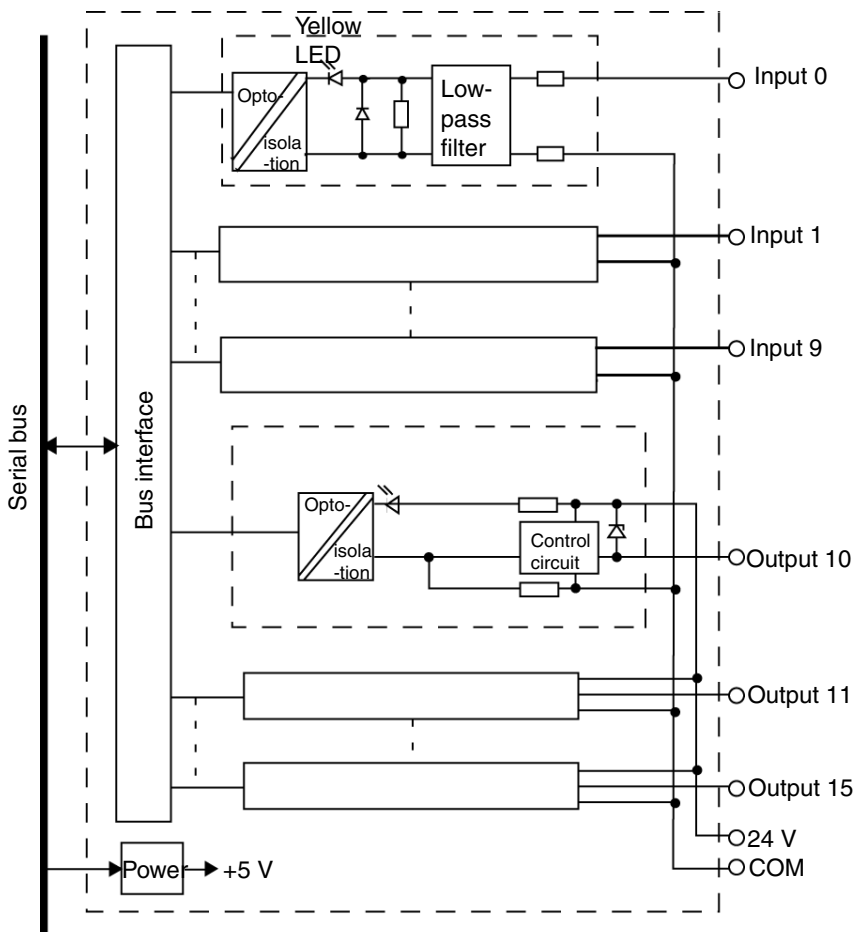 Yellow
LED
Opto-
isola
-tion
Low-
pass
filter
Input 0
Input 1
Input 9
Serial bus
Bus interface
Opto-
isola
-tion
Control
circuit
Output 10
Output 11
Output 15
24 V
COM
Power
+5 V